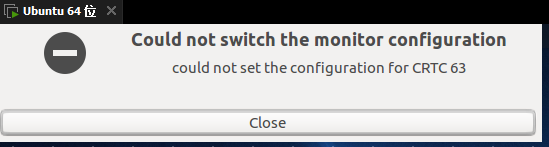 Ubuntu 64 位
Could not switch the monitor configuration
could not set the configuration for CRTC 63
Close